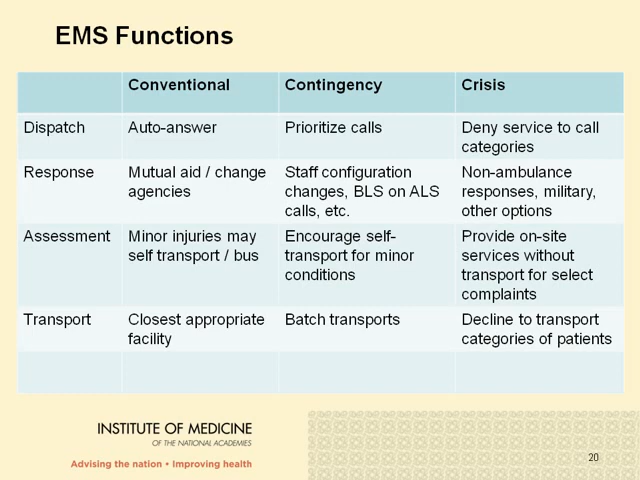 EMS Functions
Conventional Contingency Crisis
Dispatch Auto-answer Prioritize calls Deny service to call
categories
Response Mutual aid / change Staff configuration Non-ambulance
agencies changes, BLS on ALS responses, military,
calls, etc. other options
Assessment Minor injuries may Encourage self- Provide on-site
self transport / bus transport for minor services without
conditions transport for select
complaints
Transport Closest appropriate Batch transports Decline to transport
facility categories of patients
INSTITUTE OF MEDICINE
OF THE NATIONAL ACADEMIES
Advising the nation • Improving health
20